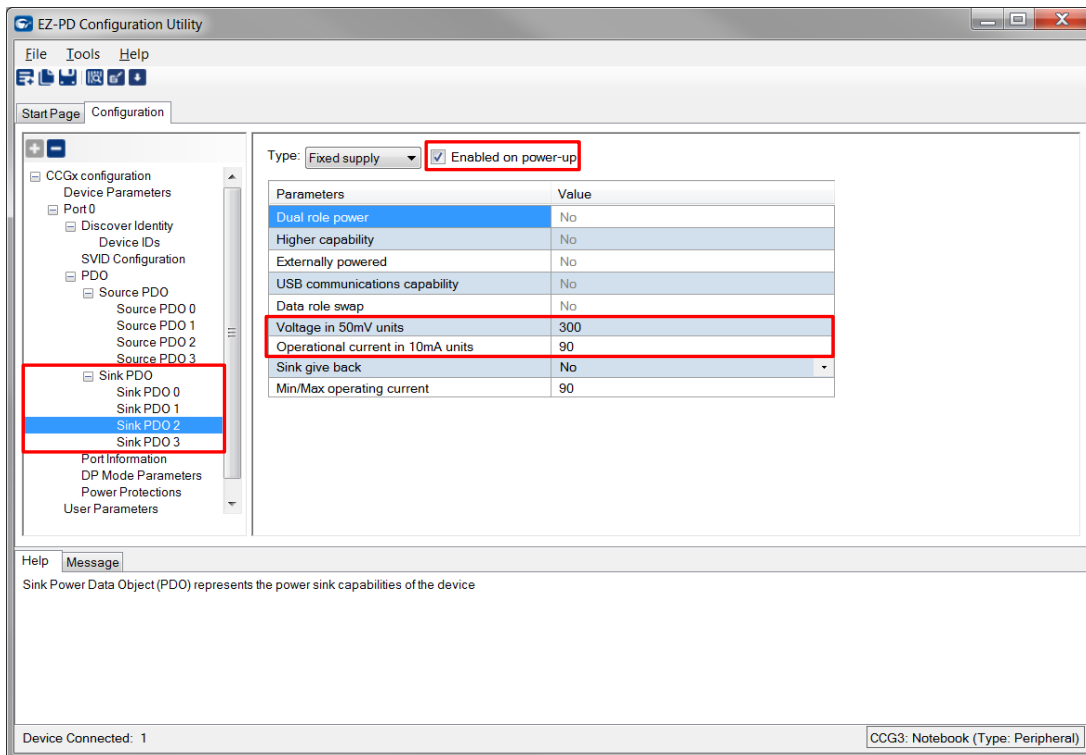 EZ-PD Configuration Utility
File Tools Help
Start Page Configuration
CCGx configuration
Device Parameters
Port 0
Discover Identity
Device IDs
SVID Configuration
PDO
Source PDO
Source PDO 0
Source PDO 1
Source PDO 2
Source PDO 3
Sink PDO
Sink PDO 0
Sink PDO 1
Sink PDO 2
Sink PDO 3
Port Information
DP Mode Parameters
Power Protections
User Parameters
Type: Fixed supply Enabled on power-up
Parameters Value
Dual role power No
Higher capability No
Externally powered No
USB communications capability No
Data role swap No
Voltage in 50mV units 300
Operational current in 10mA units 90
Sink give back No
Min/Max operating current 90
Help Message
Sink Power Data Object (PDO) represents the power sink capabilities of the device
Device Connected: 1 CCG3: Notebook (Type: Peripheral)